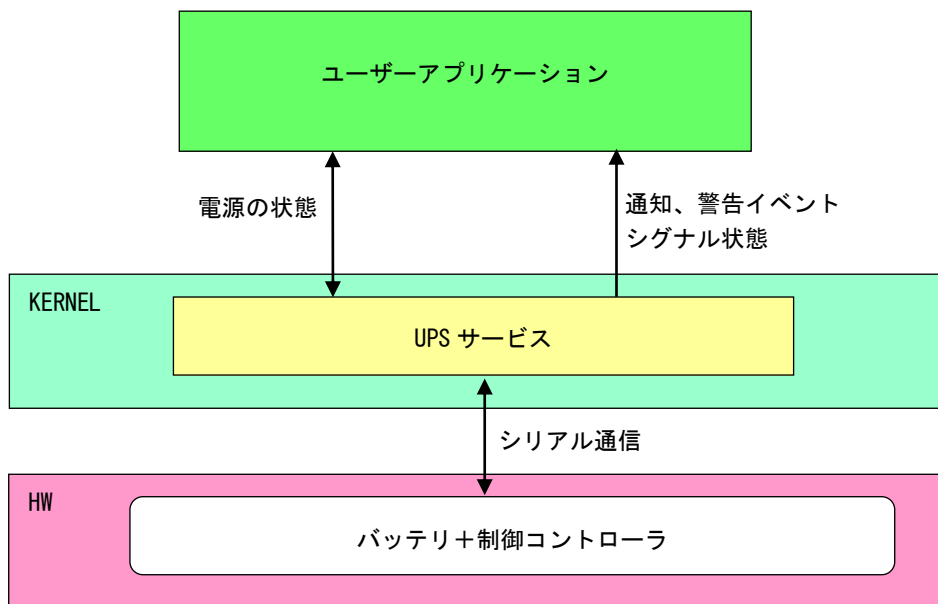 ユーザーアプリケーション
電源の状態
通知、警告イベント
シグナル状態
KERNEL
UPS サービス
シリアル通信
HW
バッテリ＋制御コントローラ